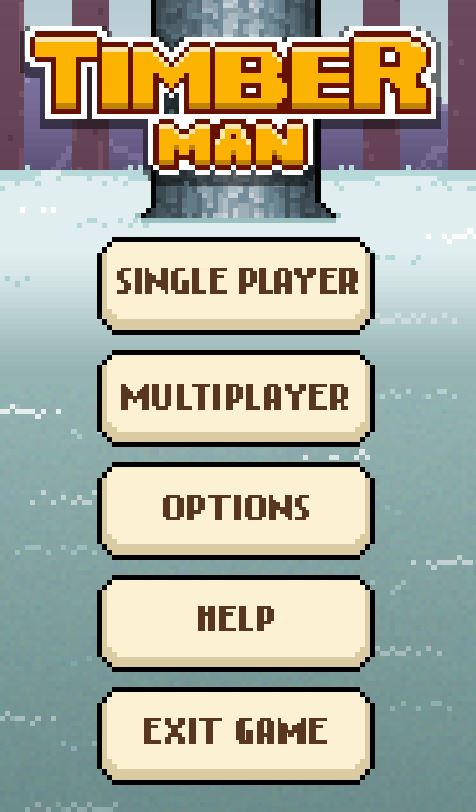 TIMBER
MAN
SINGLE PLAYER
MULTIPLAYER
OPTIONS
HELP
EXIT GAME